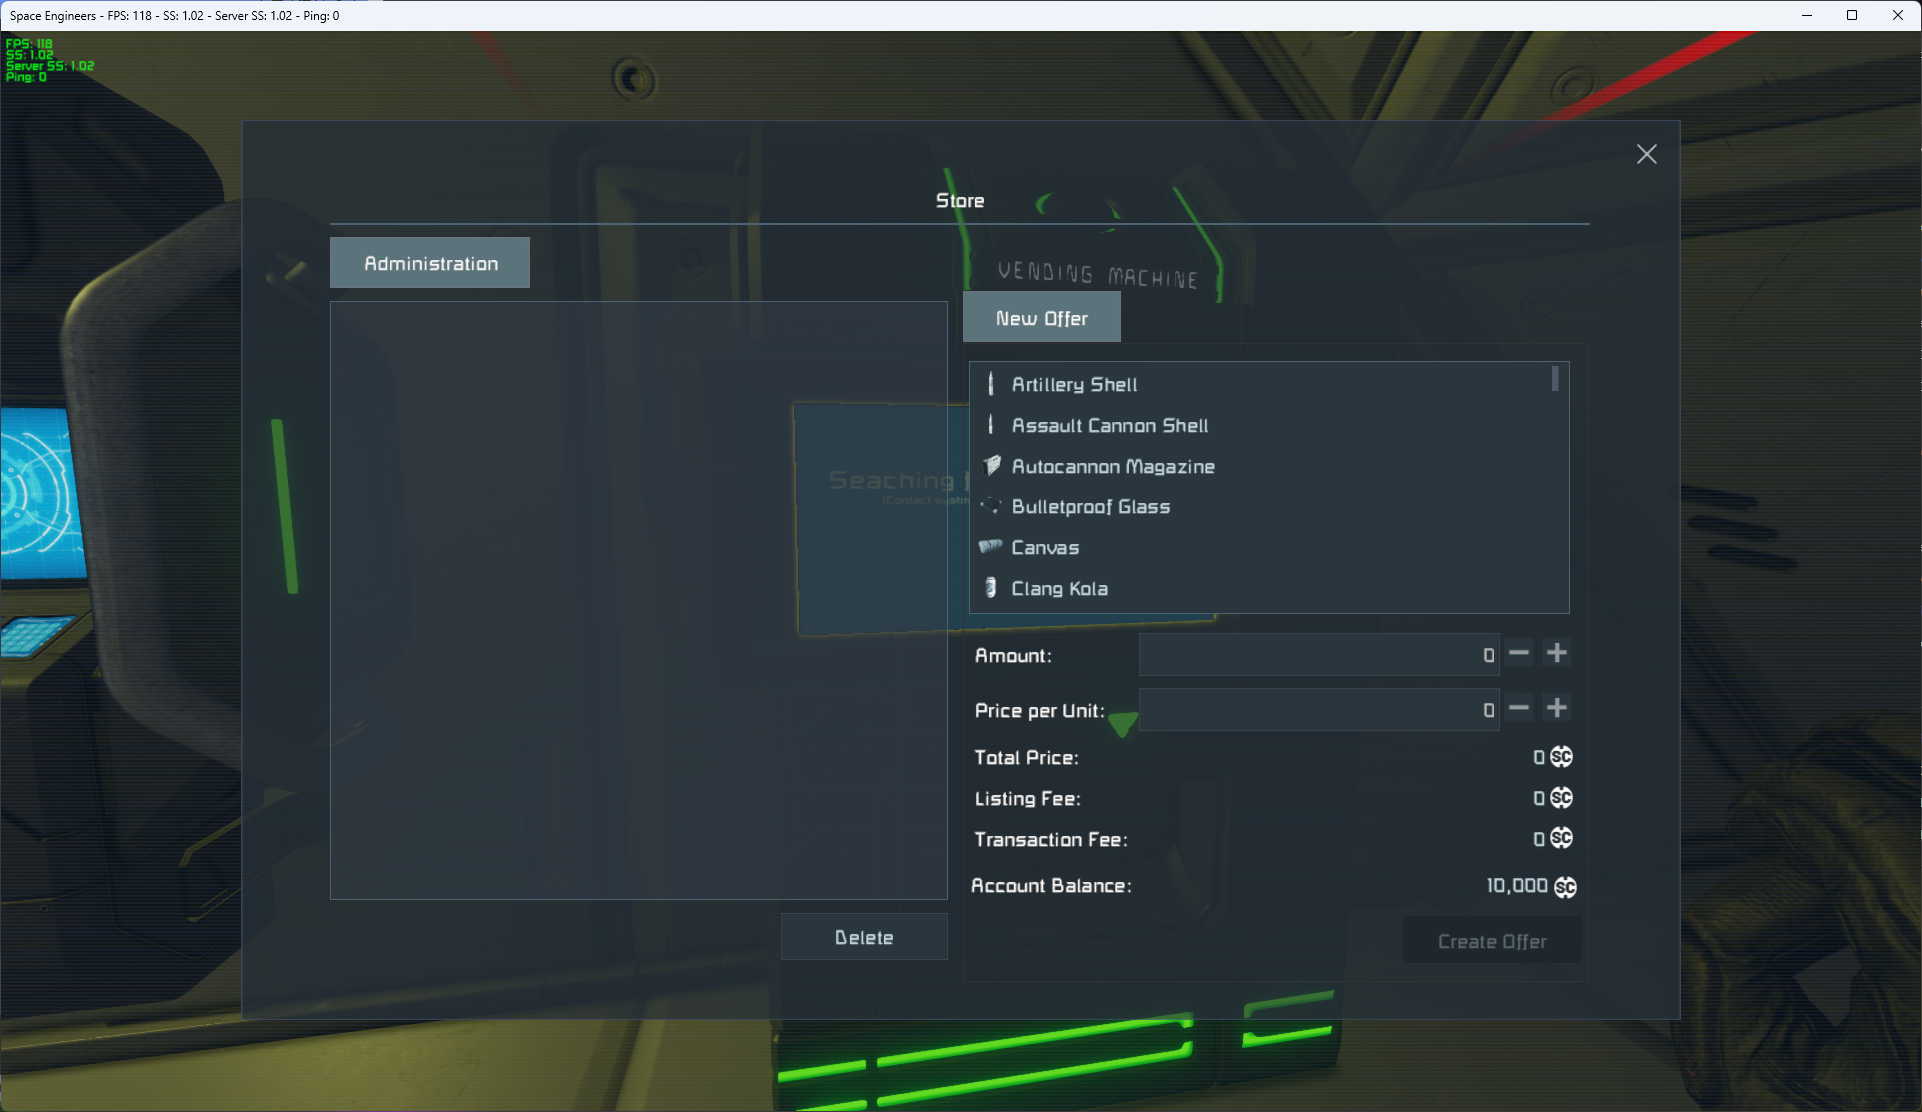 Space Engineers - FPS: 118 - SS: 1.02 - Server SS: 1.02 - Ping: 0
FPS: 118
SS: 1.02
Server SS: 1.02
Ping: 0
Store
VENDING MACHINE
Administration
New Offer
Artillery Shell
Assault Cannon Shell
Autocannon Magazine
Bulletproof Glass
Canvas
Clang Kola
Seaching
(Contact
Amount:
0
Price per Unit:
0
Total Price:
0 SC
Listing Fee:
0 SC
Transaction Fee:
0 SC
Account Balance:
10,000 SC
Delete
Create Offer